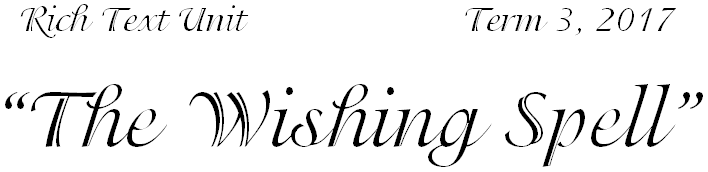 Rich Text Unit Term 3, 2017
“The Wishing Spell”